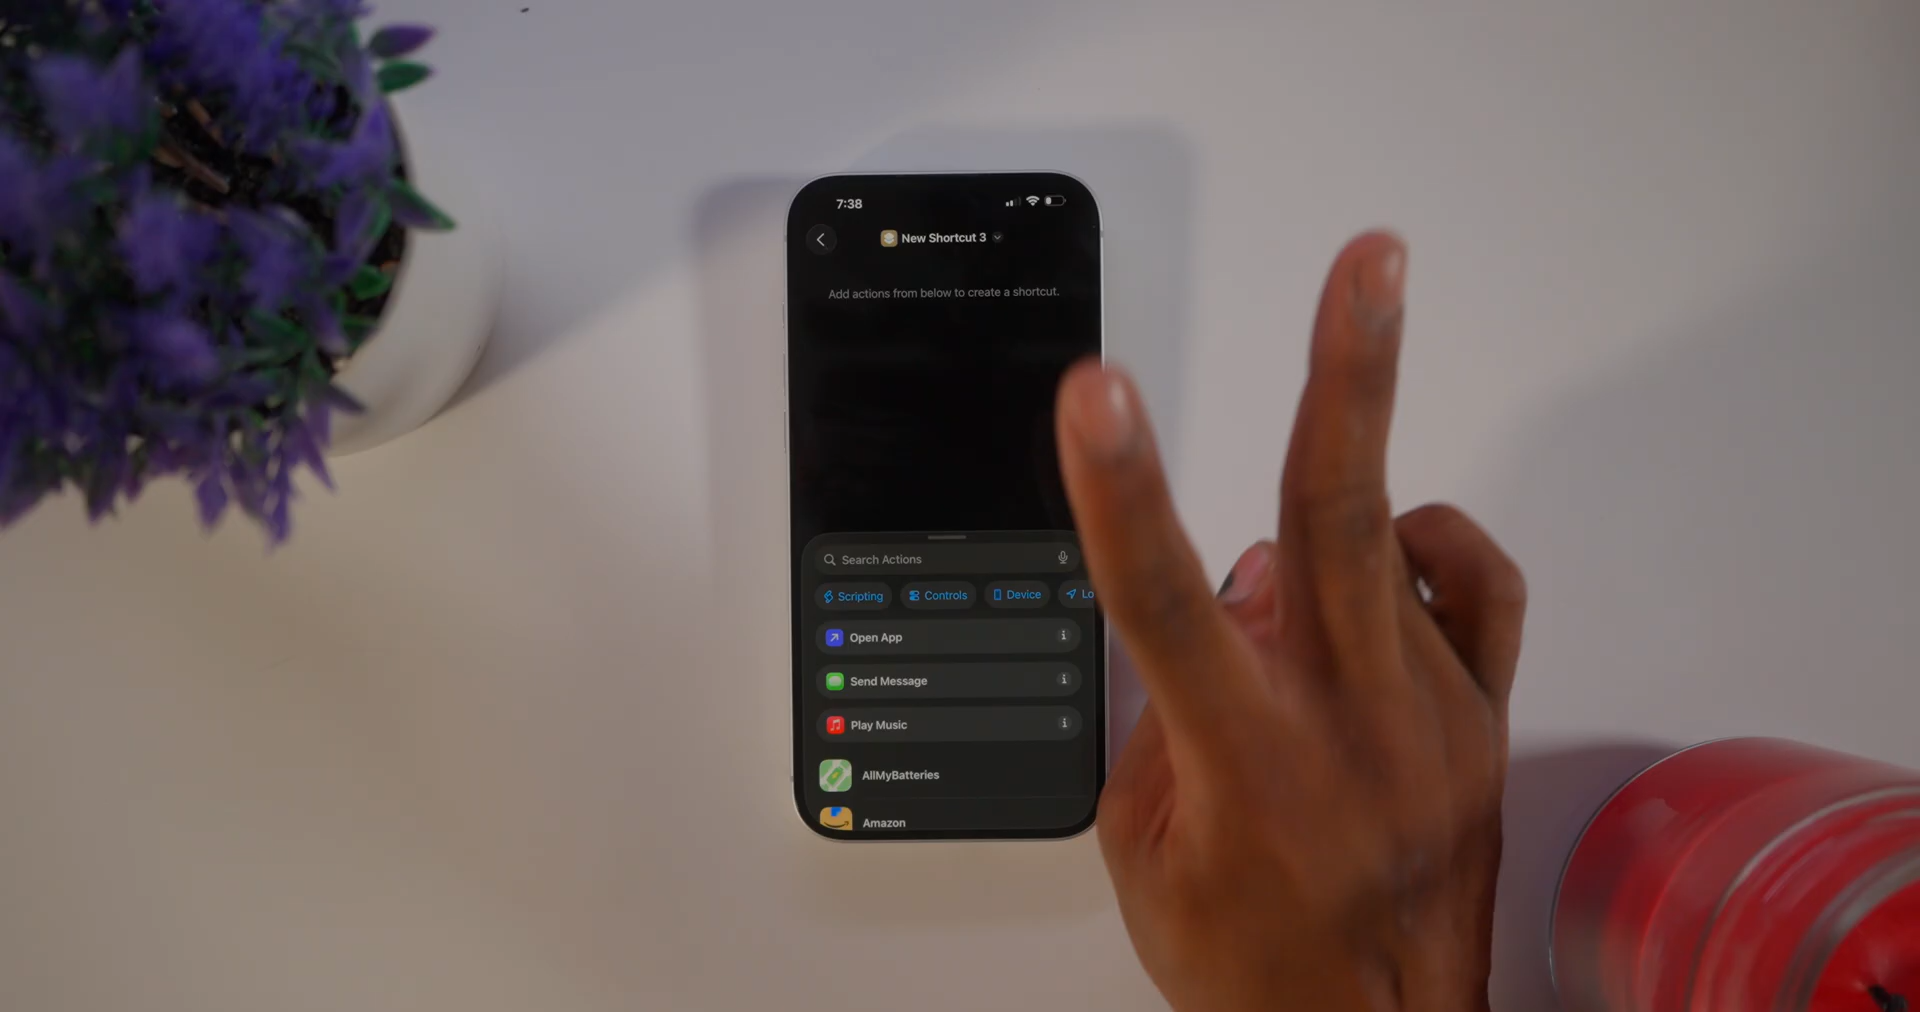 7:38
New Shortcut 3
Add actions from below to create a shortcut.
Search Actions
Scripting
Controls
Device
Lo
Open App
Send Message
Play Music
AllMyBatteries
Amazon